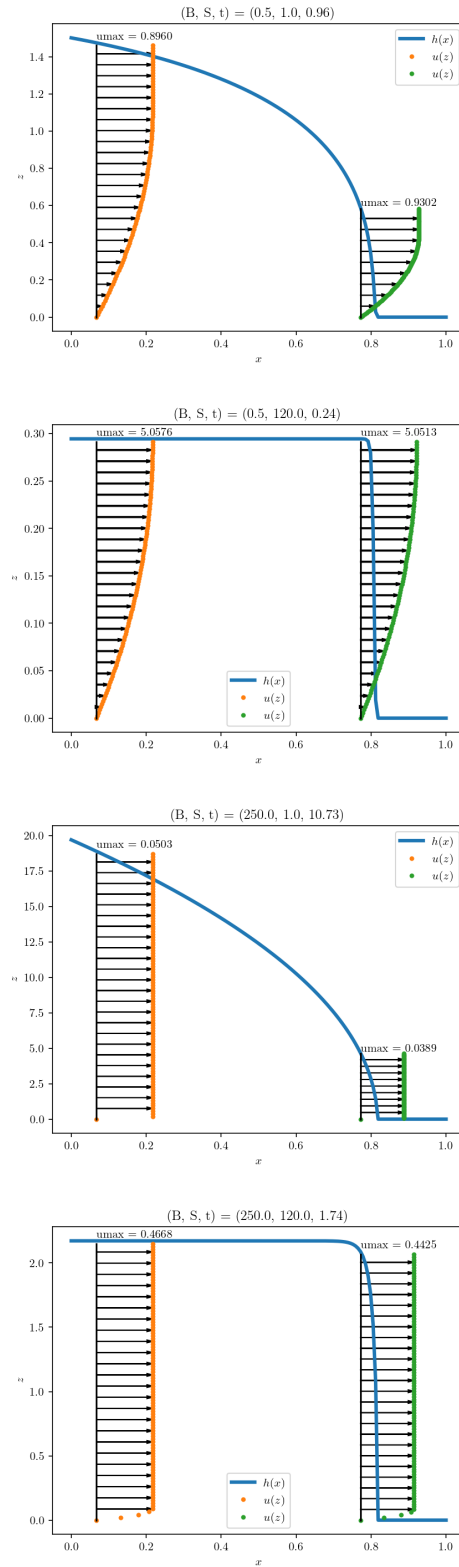 (B, S, t) = (0.5, 1.0, 0.96)
umax = 0.8960
h(x)
u(z)
u(z)
umax = 0.9302
z
1.4
1.2
1.0
0.8
0.6
0.4
0.2
0.0
0.0 0.2 0.4 0.6 0.8 1.0
x
(B, S, t) = (0.5, 120.0, 0.24)
umax = 5.0576
umax = 5.0513
z
0.30
0.25
0.20
0.15
0.10
0.05
0.00
h(x)
u(z)
u(z)
0.0 0.2 0.4 0.6 0.8 1.0
x
(B, S, t) = (250.0, 1.0, 10.73)
umax = 0.0503
h(x)
u(z)
u(z)
umax = 0.0389
z
20.0
17.5
15.0
12.5
10.0
7.5
5.0
2.5
0.0
0.0 0.2 0.4 0.6 0.8 1.0
x
(B, S, t) = (250.0, 120.0, 1.74)
umax = 0.4668
umax = 0.4425
z
2.0
1.5
1.0
0.5
0.0
h(x)
u(z)
u(z)
0.0 0.2 0.4 0.6 0.8 1.0
x